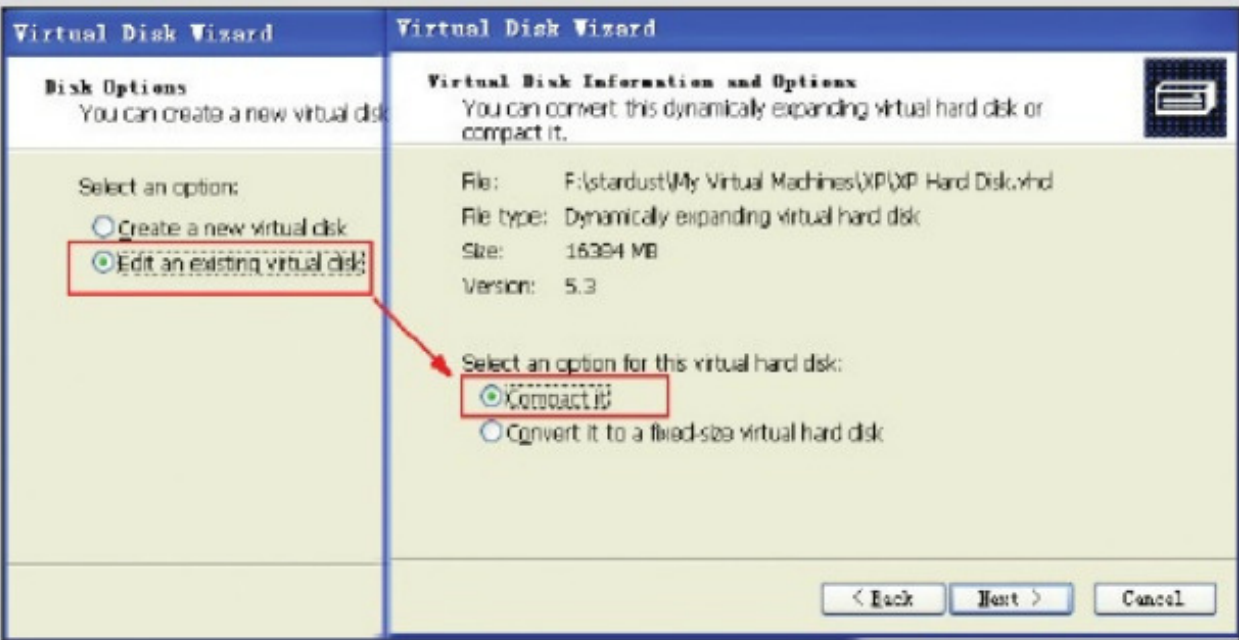 Virtual Disk Wizard
Disk Options
You can create a new virtual disk
Select an option:
Create a new virtual disk
Edit an existing virtual disk
Virtual Disk Wizard
Virtual Disk Information and Options
You can convert this dynamically expanding virtual hard disk or
compact it.
File: F:\stardust\My Virtual Machines\XP\XP Hard Disk.vhd
File type: Dynamically expanding virtual hard disk
Size: 16394 MB
Version: 5.3
Select an option for this virtual hard disk:
Compact it
Convert it to a fixed-size virtual hard disk
< Back Next > Cancel